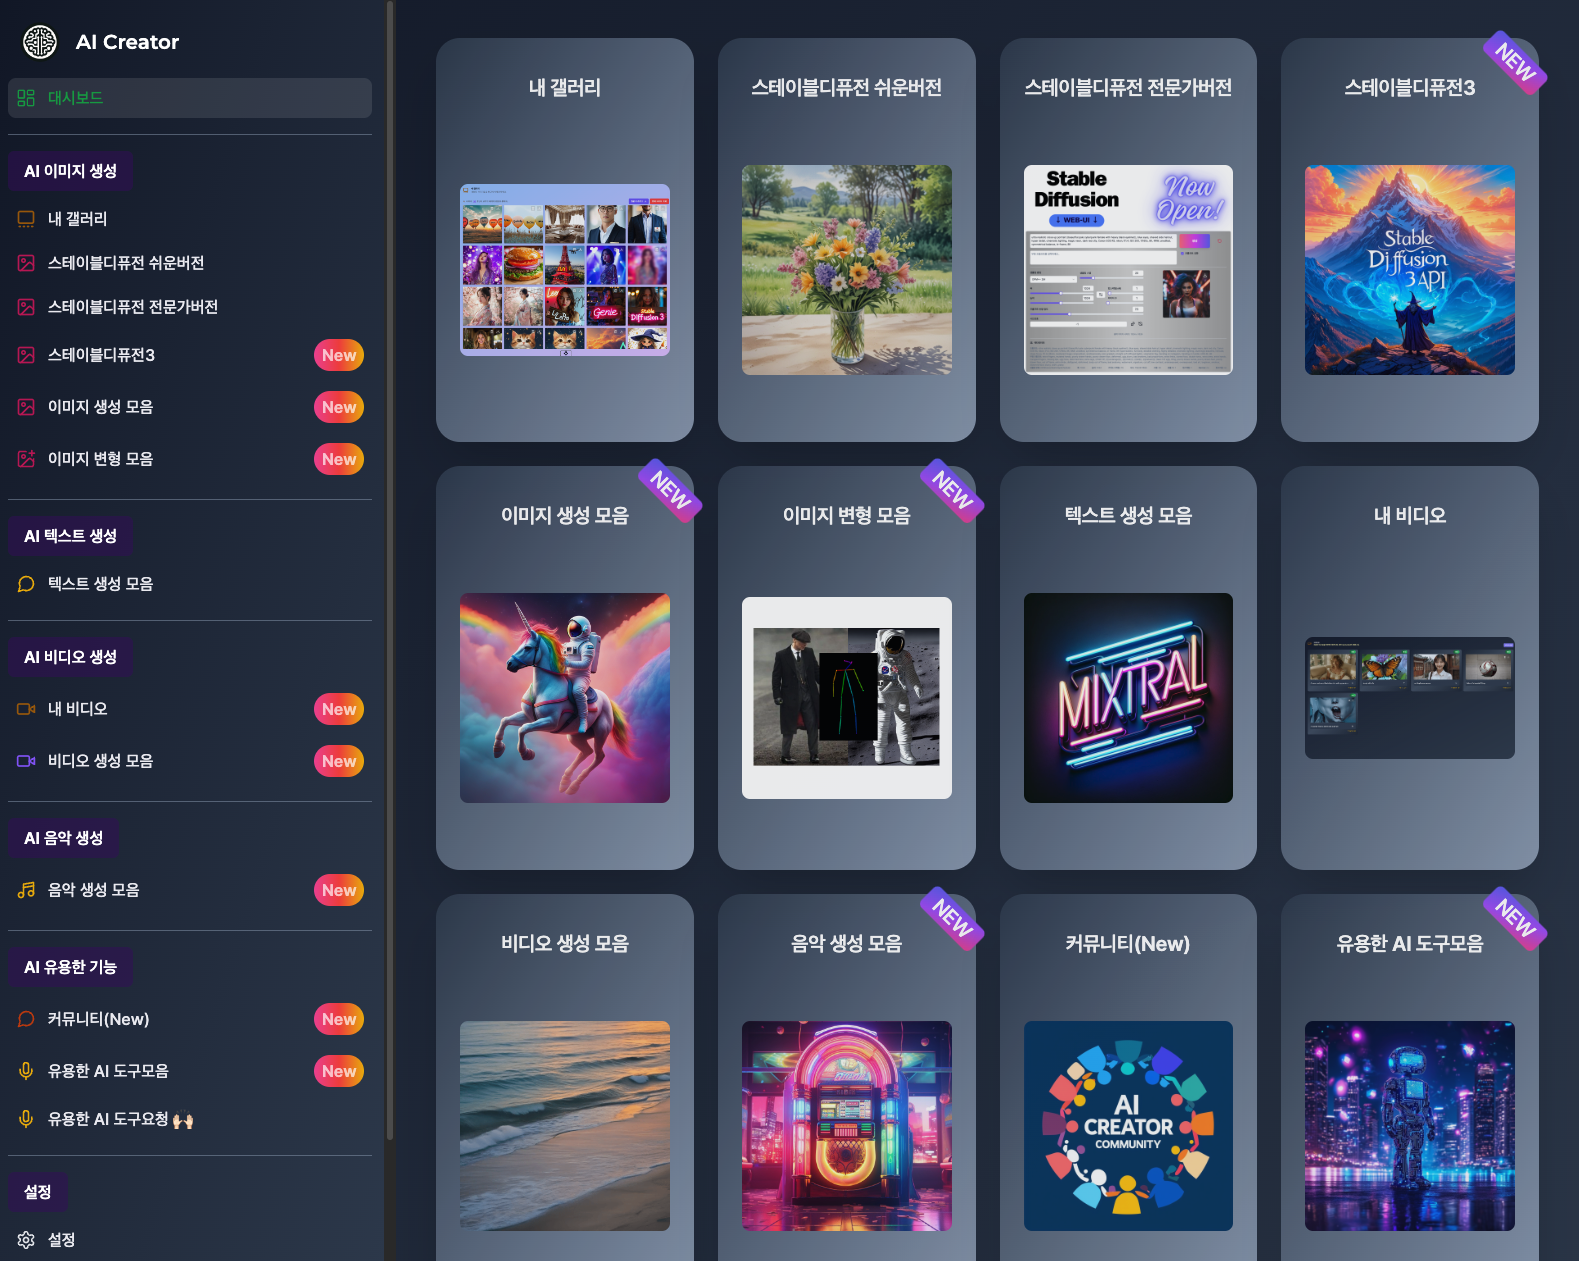 AI Creator
대시보드
AI 이미지 생성
내 갤러리
스테이블디퓨전 쉬운버전
스테이블디퓨전 전문가버전
스테이블디퓨전3
New
이미지 생성 모음
New
이미지 변형 모음
New
AI 텍스트 생성
텍스트 생성 모음
AI 비디오 생성
내 비디오
New
비디오 생성 모음
New
AI 음악 생성
음악 생성 모음
New
AI 유용한 기능
커뮤니티(New)
New
유용한 AI 도구모음
New
유용한 AI 도구요청 🙌🏻
설정
설정
내 갤러리
Genie
Stable
Diffusion 3
스테이블디퓨전 쉬운버전
스테이블디퓨전 전문가버전
Stable
Diffusion
Now
Open!
↓ WEB-UI ↓
스테이블디퓨전3
NEW
Stable
Diffusion
3 API
이미지 생성 모음
NEW
이미지 변형 모음
NEW
텍스트 생성 모음
MIXTRAL
내 비디오
비디오 생성 모음
음악 생성 모음
NEW
커뮤니티(New)
AI
CREATOR
COMMUNITY
유용한 AI 도구모음
NEW